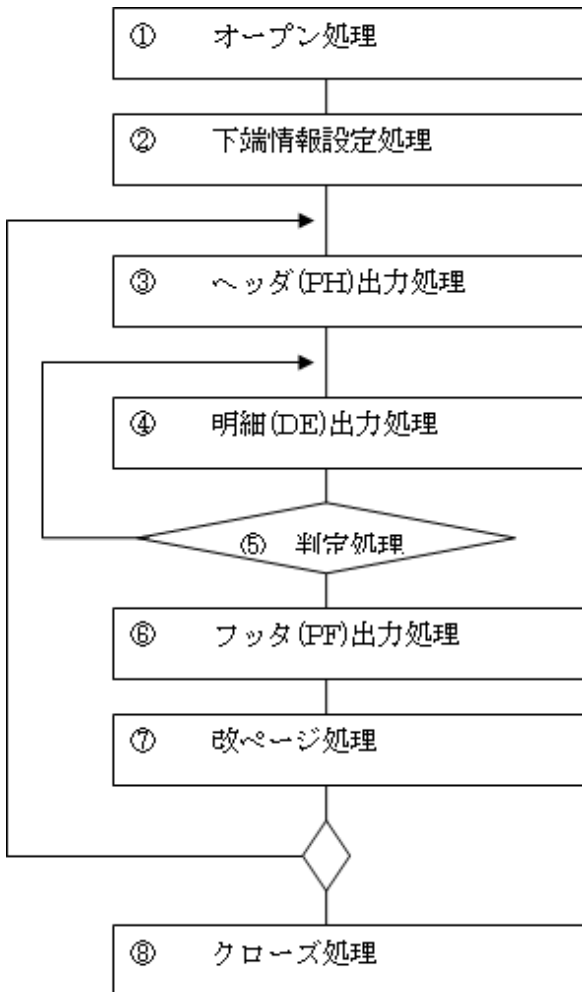 ① オープン処理
② 下端情報設定処理
③ ヘッダ(PH)出力処理
④ 明細(DE)出力処理
⑤ 判定処理
⑥ フッタ(PF)出力処理
⑦ 改ページ処理
⑧ クローズ処理